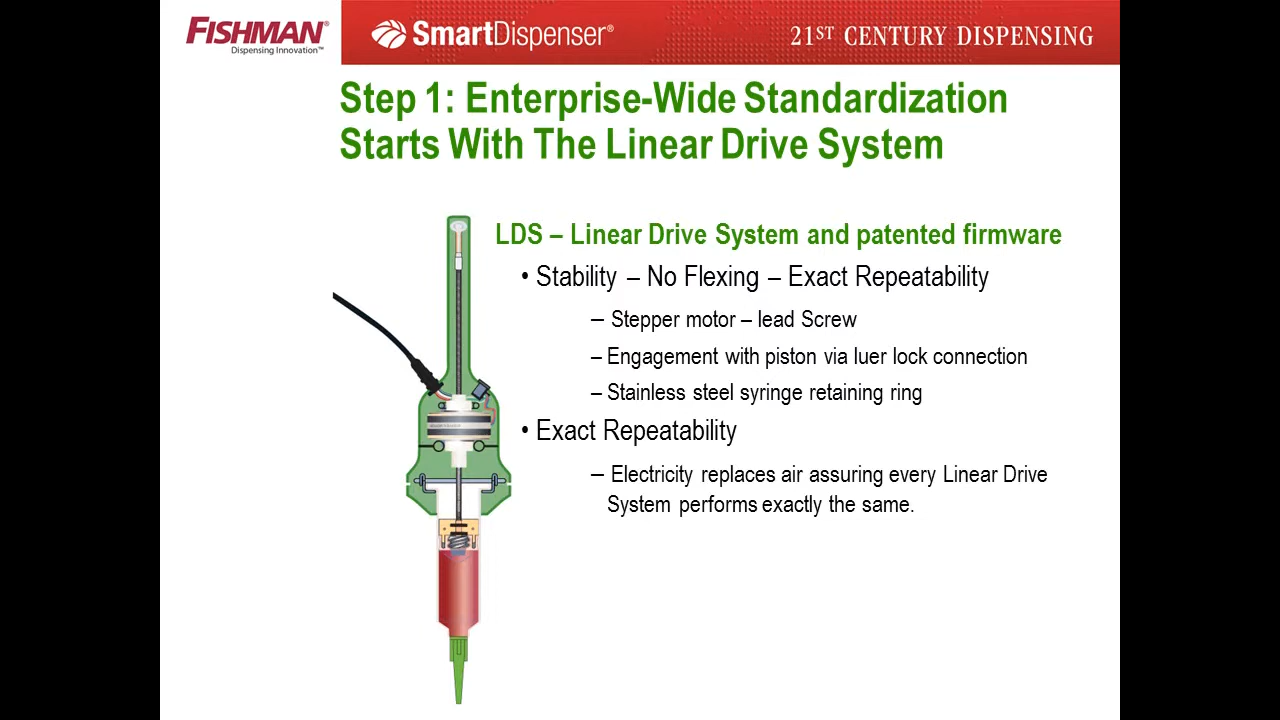 FISHMAN®
Dispensing Innovation™
SmartDispenser®
21ST CENTURY DISPENSING
Step 1: Enterprise-Wide Standardization
Starts With The Linear Drive System
LDS – Linear Drive System and patented firmware
• Stability – No Flexing – Exact Repeatability
– Stepper motor – lead Screw
– Engagement with piston via luer lock connection
– Stainless steel syringe retaining ring
• Exact Repeatability
– Electricity replaces air assuring every Linear Drive
System performs exactly the same.